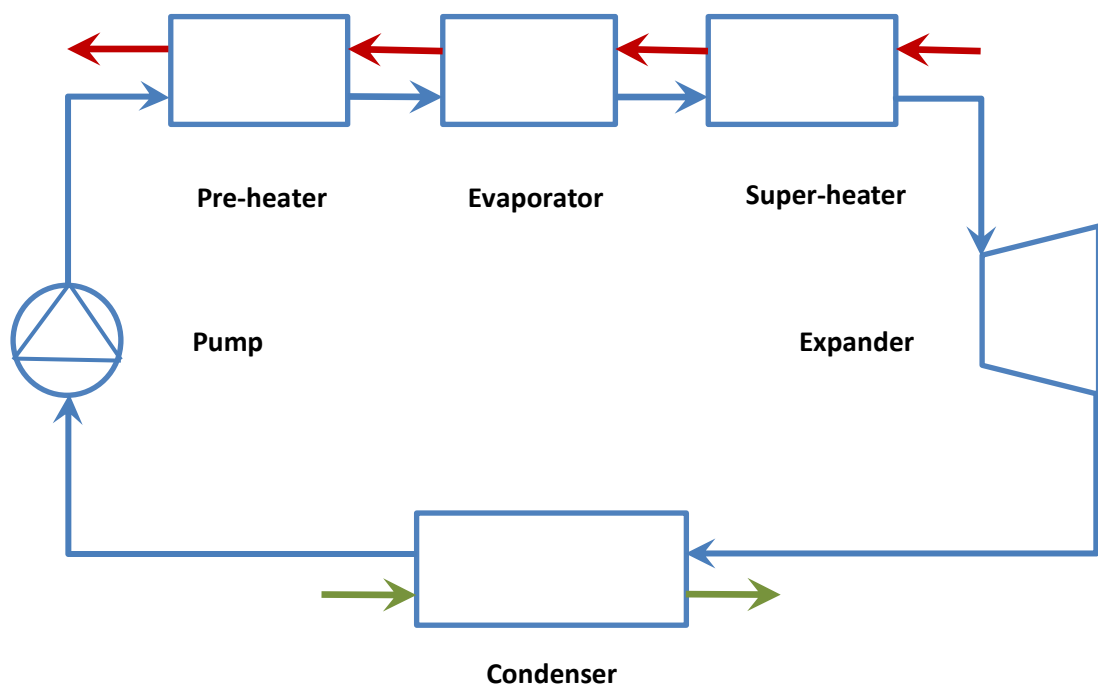 Pre-heater
Evaporator
Super-heater
Pump
Expander
Condenser